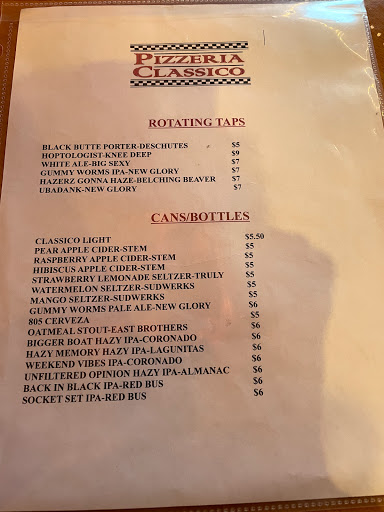 PIZZERIA
CLASSICO
ROTATING TAPS
BLACK BUTTE PORTER-DESCHUTES $5
HOPTOLOGIST-KNEE DEEP $9
WHITE ALE-BIG SEXY $7
GUMMY WORMS IPA-NEW GLORY $7
HAZERZ GONNA HAZE-BELCHING BEAVER $7
UBADANK-NEW GLORY $7
CANS/BOTTLES
CLASSICO LIGHT $5.50
PEAR APPLE CIDER-STEM $5
RASPBERRY APPLE CIDER-STEM $5
HIBISCUS APPLE CIDER-STEM $5
STRAWBERRY LEMONADE SELTZER-TRULY $5
WATERMELON SELTZER-SUDWERKS $5
MANGO SELTZER-SUDWERKS $5
GUMMY WORMS PALE ALE-NEW GLORY $6
805 CERVEZA $5
OATMEAL STOUT-EAST BROTHERS $6
BIGGER BOAT HAZY IPA-CORONADO $6
HAZY MEMORY HAZY IPA-LAGUNITAS $6
WEEKEND VIBES IPA-CORONADO $6
UNFILTERED OPINION HAZY IPA-ALMANAC $6
BACK IN BLACK IPA-RED BUS $6
SOCKET SET IPA-RED BUS $6